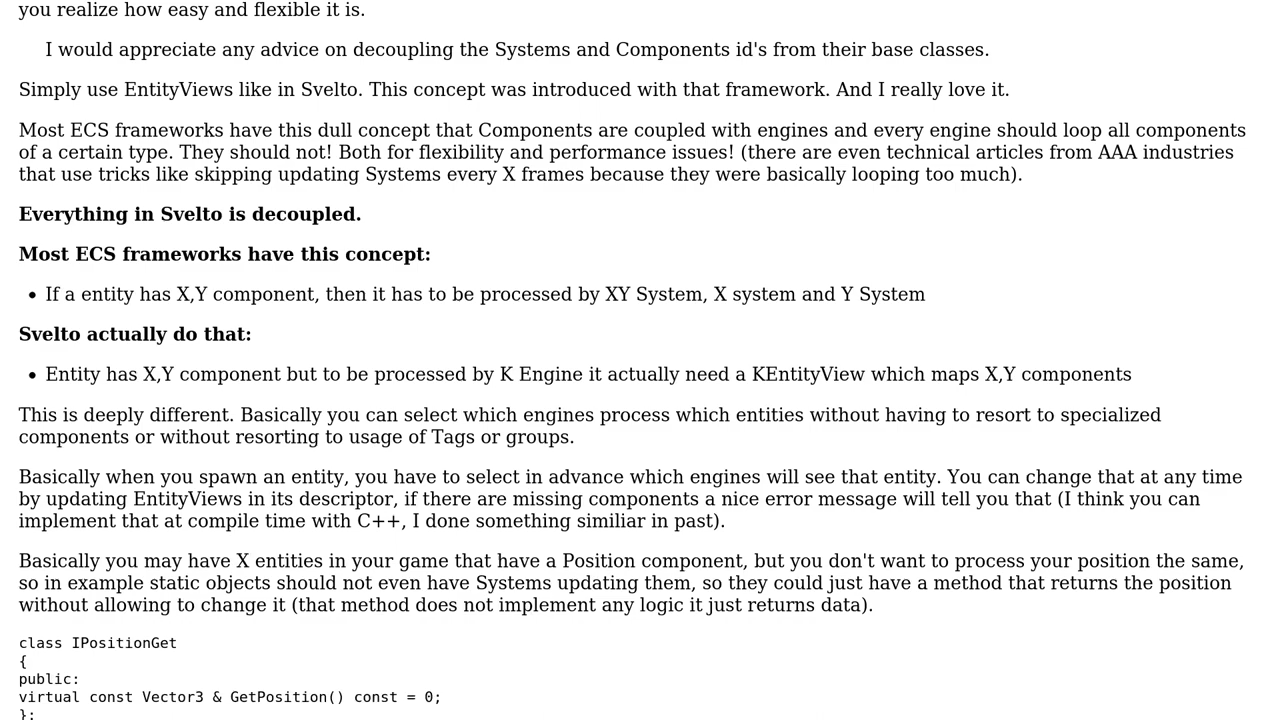 you realize how easy and flexible it is.
I would appreciate any advice on decoupling the Systems and Components id's from their base classes.
Simply use EntityViews like in Svelto. This concept was introduced with that framework. And I really love it.
Most ECS frameworks have this dull concept that Components are coupled with engines and every engine should loop all components
of a certain type. They should not! Both for flexibility and performance issues! (there are even technical articles from AAA industries
that use tricks like skipping updating Systems every X frames because they were basically looping too much).
Everything in Svelto is decoupled.
Most ECS frameworks have this concept:
• If a entity has X,Y component, then it has to be processed by XY System, X system and Y System
Svelto actually do that:
• Entity has X,Y component but to be processed by K Engine it actually need a KEntityView which maps X,Y components
This is deeply different. Basically you can select which engines process which entities without having to resort to specialized
components or without resorting to usage of Tags or groups.
Basically when you spawn an entity, you have to select in advance which engines will see that entity. You can change that at any time
by updating EntityViews in its descriptor, if there are missing components a nice error message will tell you that (I think you can
implement that at compile time with C++, I done something similiar in past).
Basically you may have X entities in your game that have a Position component, but you don't want to process your position the same,
so in example static objects should not even have Systems updating them, so they could just have a method that returns the position
without allowing to change it (that method does not implement any logic it just returns data).
class IPositionGet
{
public:
virtual const Vector3 & GetPosition() const = 0;
};